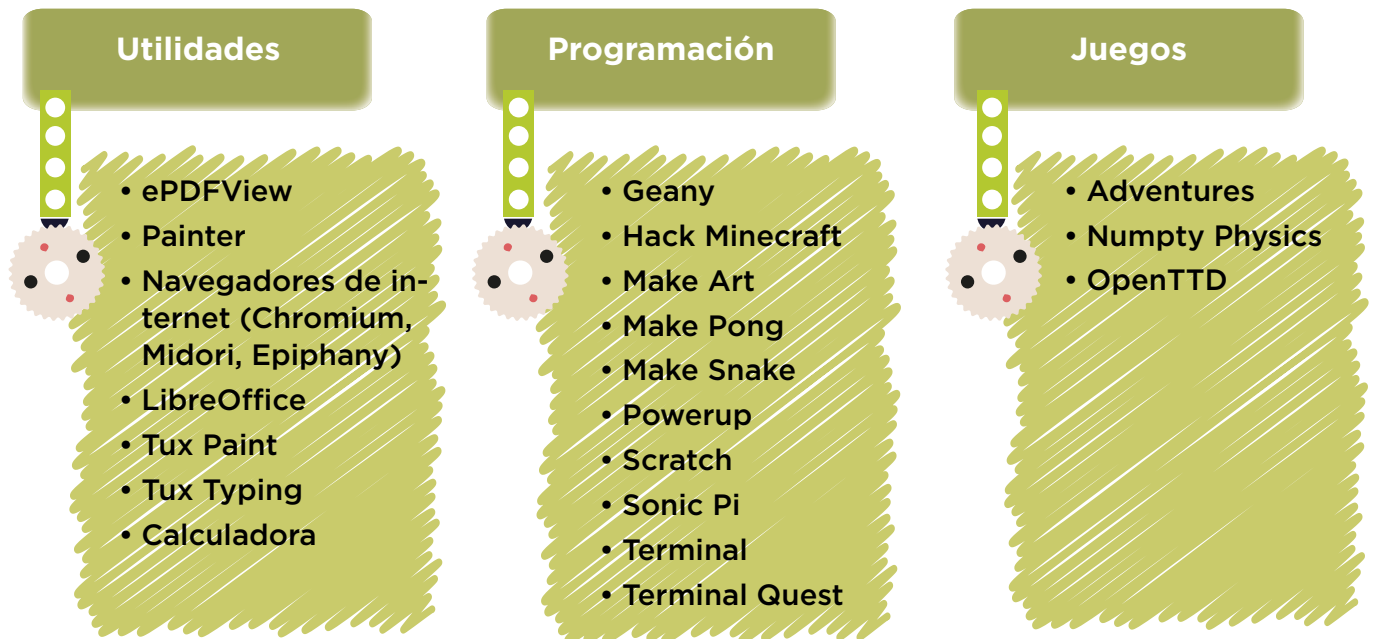 Utilidades
• ePDFView
• Painter
• Navegadores de in-
ternet (Chromium,
Midori, Epiphany)
• LibreOffice
• Tux Paint
• Tux Typing
• Calculadora
Programación
• Geany
• Hack Minecraft
• Make Art
• Make Pong
• Make Snake
• Powerup
• Scratch
• Sonic Pi
• Terminal
• Terminal Quest
Juegos
• Adventures
• Numpty Physics
• OpenTTD